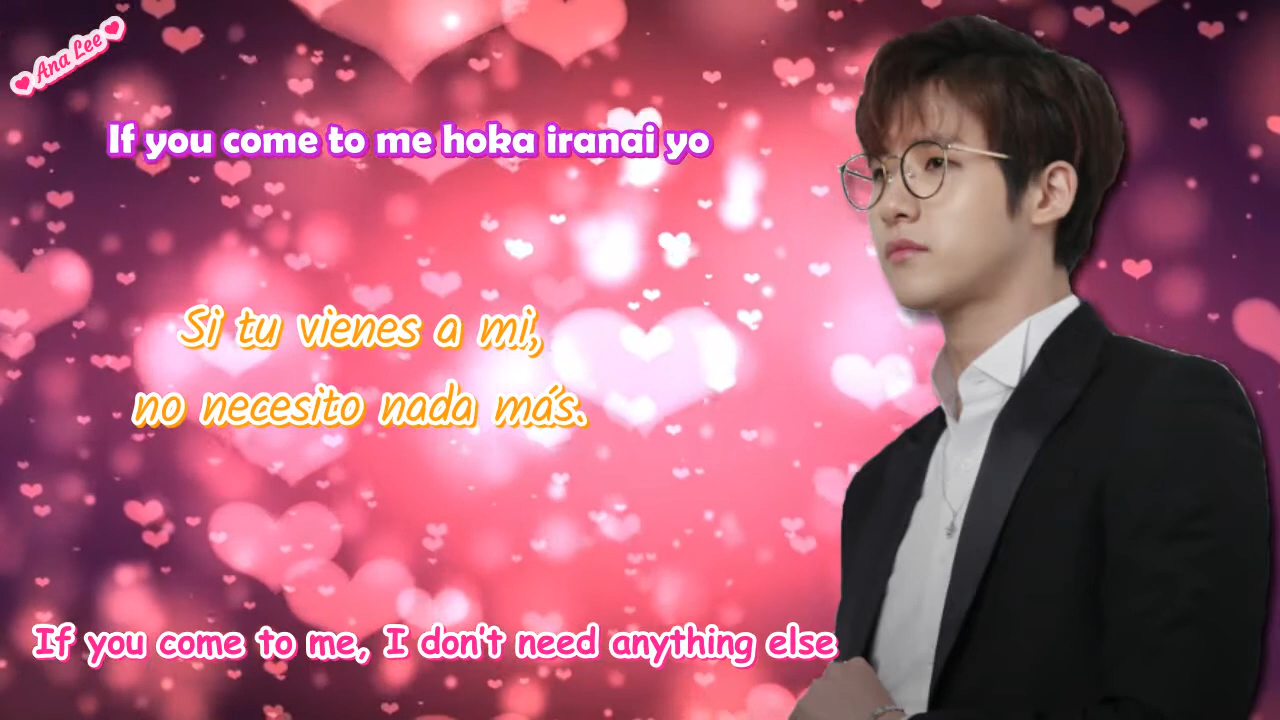 Ana Lee
If you come to me hoka iranai yo
Si tu vienes a mi,
no necesito nada más.
If you come to me, I don't need anything else